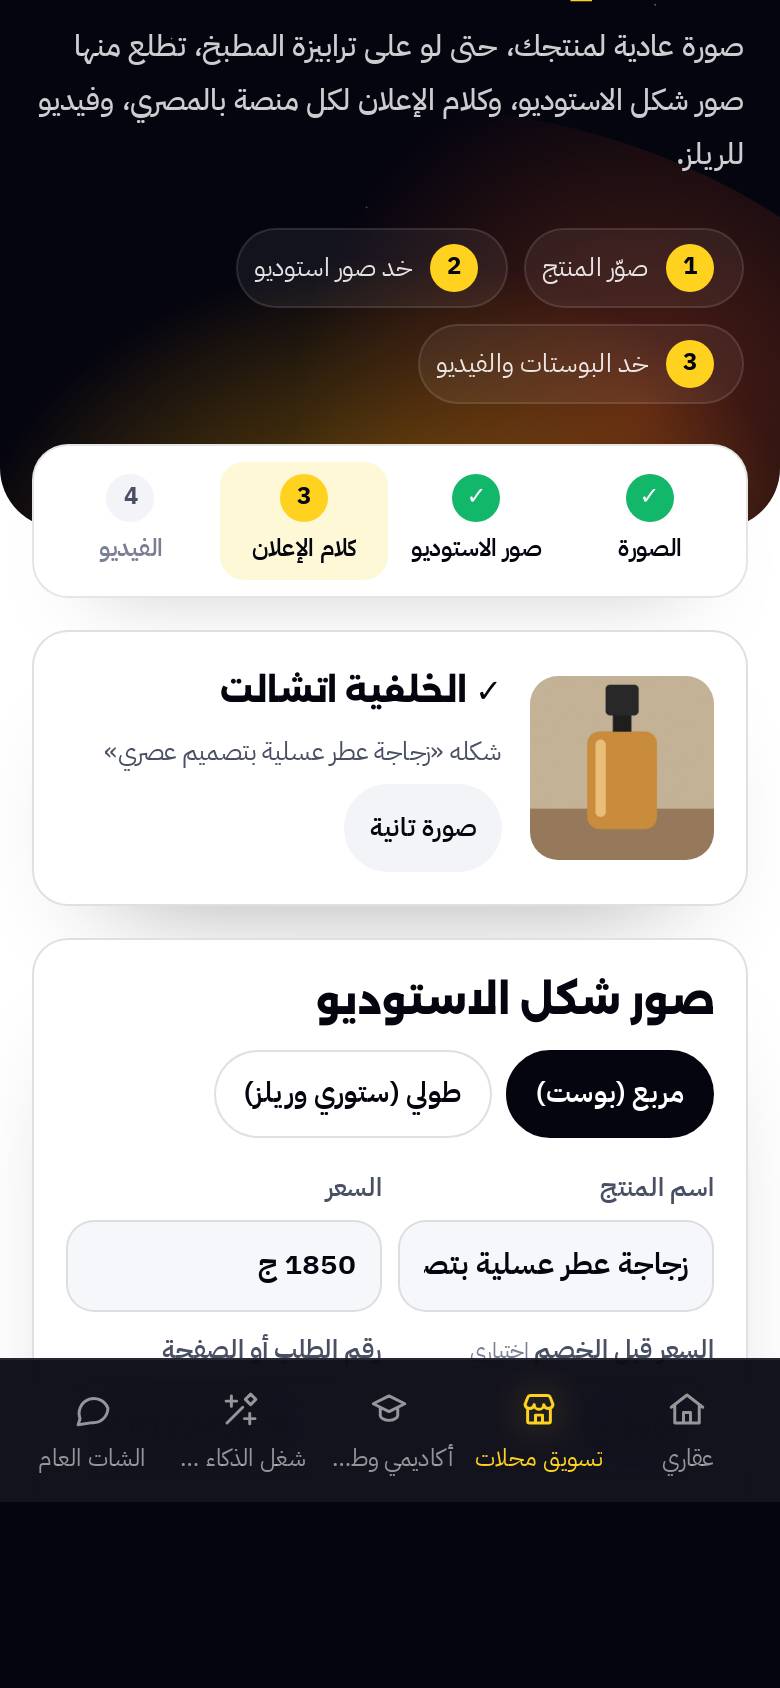 صورة عادية لمنتجك، حتى لو على ترابيزة المطبخ، تطلع منها
صور شكل الاستوديو، وكلام الإعلان لكل منصة بالمصري، وفيديو
للريلز.
1 صوّر المنتج
2 خد صور استوديو
3 خد البوستات والفيديو
✓ ✓ 3 4
الصورة صور الاستوديو كلام الإعلان الفيديو
✓ الخلفية اتشالت
شكله «زجاجة عطر عسلية بتصميم عصري»
صورة تانية
صور شكل الاستوديو
مربع (بوست) طولي (ستوري وريلز)
اسم المنتج السعر
زجاجة عطر عسلية بتص 1850 ج
السعر قبل الخصم اختياري رقم الطلب أو الصفحة
عقاري تسويق محلات أكاديمي وط... شغل الذكاء ... الشات العام